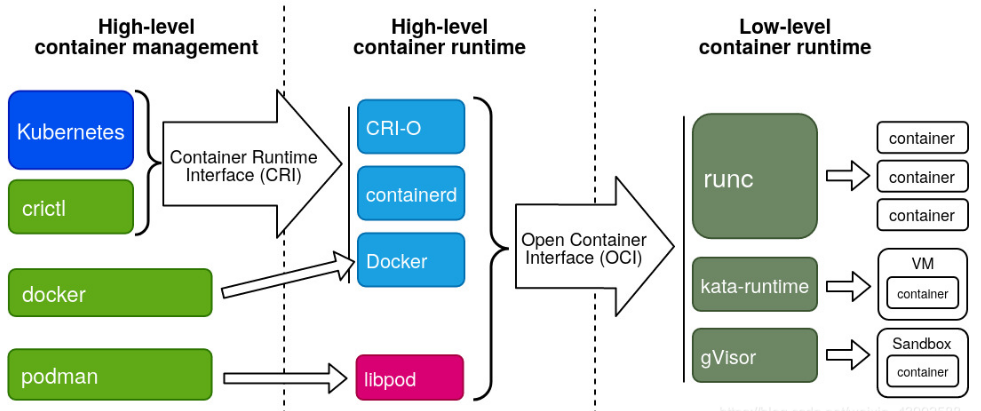 High-level
container management
High-level
container runtime
Low-level
container runtime
Kubernetes
crictl
docker
podman
Container Runtime
Interface (CRI)
CRI-O
containerd
Docker
libpod
Open Container
Interface (OCI)
runc
kata-runtime
gVisor
container
container
container
VM
container
Sandbox
container